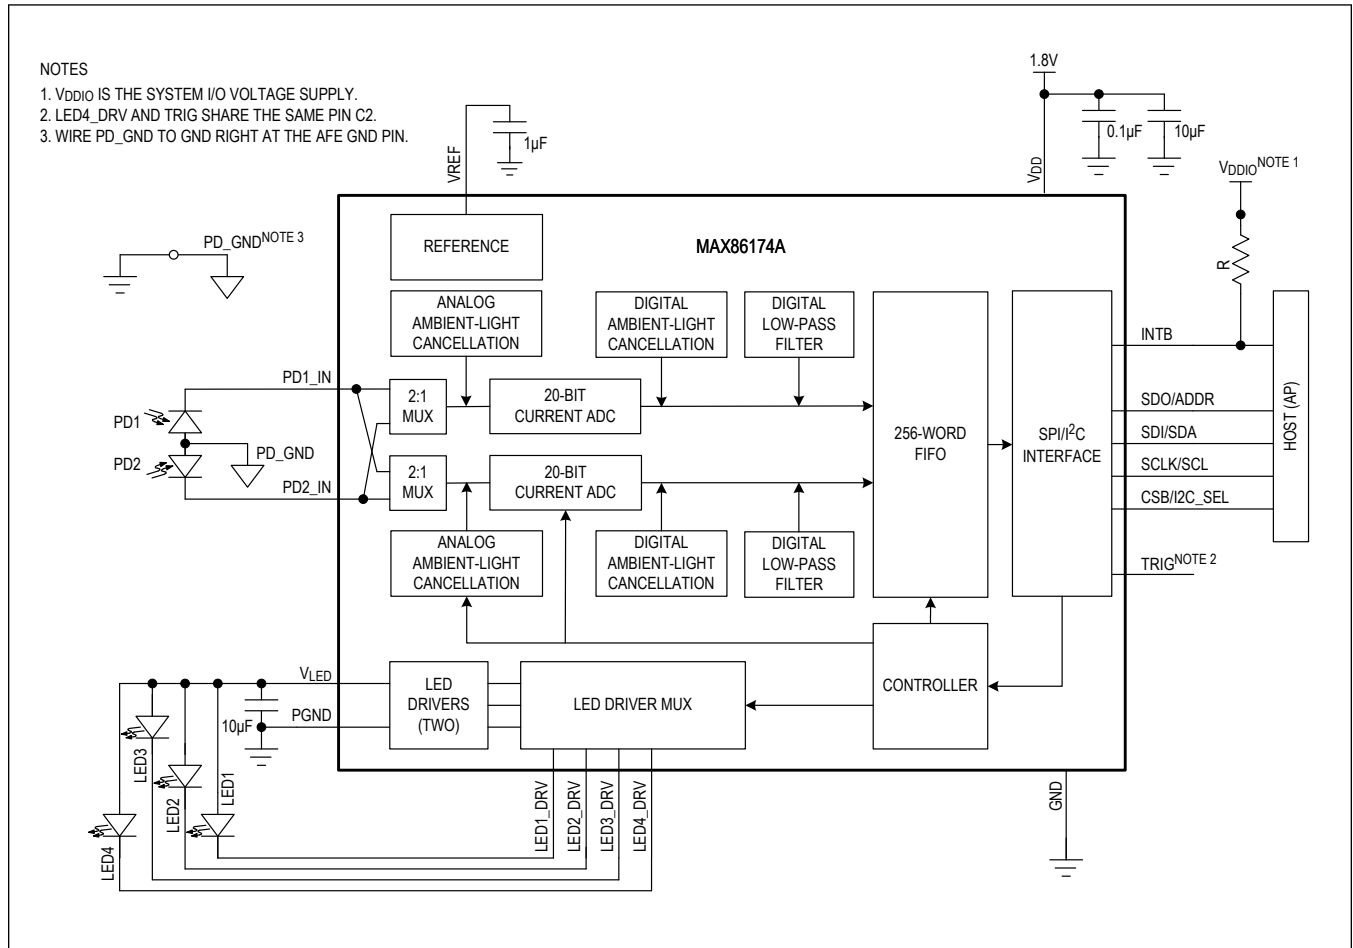 NOTES
1. VDDIO IS THE SYSTEM I/O VOLTAGE SUPPLY.
2. LED4_DRV AND TRIG SHARE THE SAME PIN C2.
3. WIRE PD_GND TO GND RIGHT AT THE AFE GND PIN.
1.8V
0.1µF
10µF
VDD
1µF
VREF
VDDIO NOTE 1
R
PD_GND NOTE 3
REFERENCE
MAX86174A
ANALOG
AMBIENT-LIGHT
CANCELLATION
DIGITAL
AMBIENT-LIGHT
CANCELLATION
DIGITAL
LOW-PASS
FILTER
PD1_IN
2:1
MUX
20-BIT
CURRENT ADC
PD1
PD2
PD_GND
PD2_IN
2:1
MUX
20-BIT
CURRENT ADC
256-WORD
FIFO
SPI/I2C
INTERFACE
INTB
SDO/ADDR
SDI/SDA
SCLK/SCL
CSB/I2C_SEL
HOST (AP)
TRIG NOTE 2
ANALOG
AMBIENT-LIGHT
CANCELLATION
DIGITAL
AMBIENT-LIGHT
CANCELLATION
DIGITAL
LOW-PASS
FILTER
VLED
PGND
10µF
LED
DRIVERS
(TWO)
LED DRIVER MUX
CONTROLLER
LED3
LED2
LED1
LED4
LED1_DRV
LED2_DRV
LED3_DRV
LED4_DRV
GND